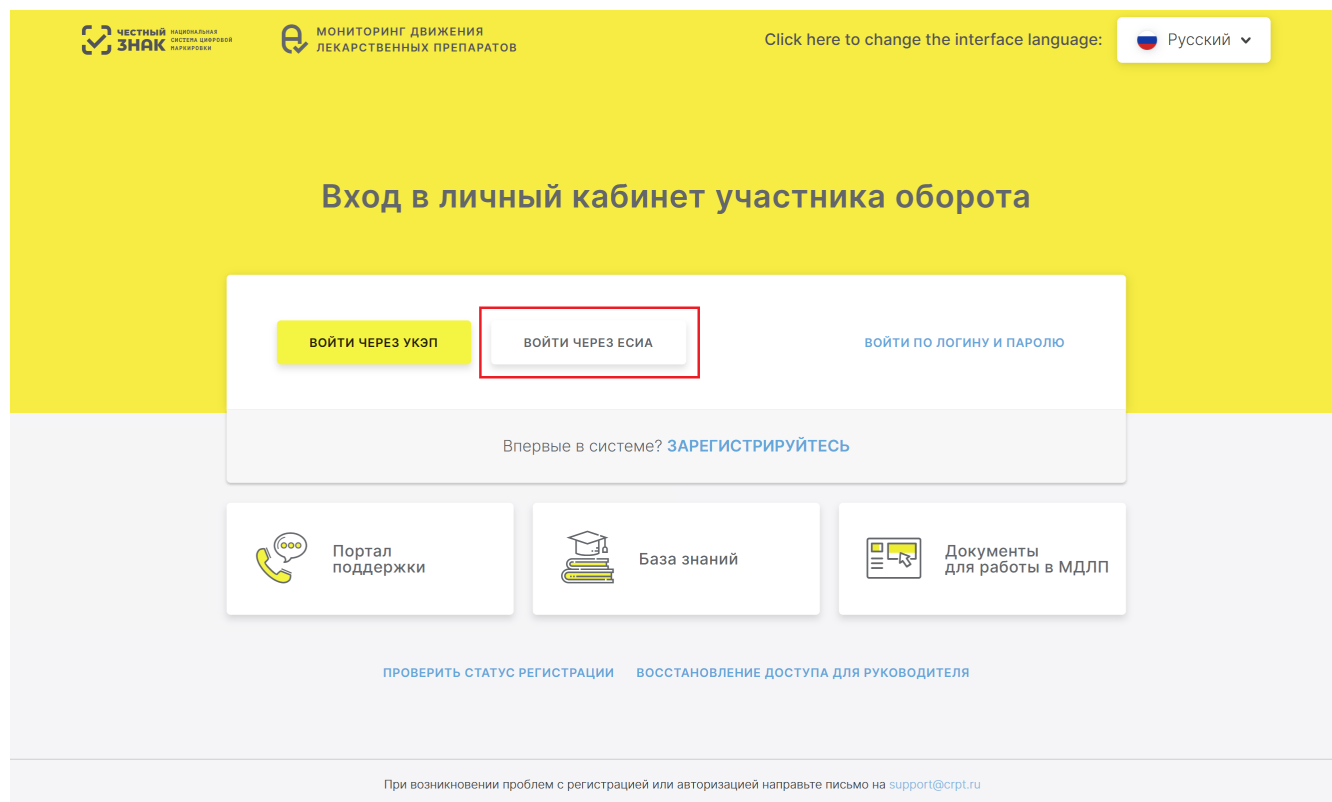 ЧЕСТНЫЙ
ЗНАК
НАЦИОНАЛЬНАЯ
СИСТЕМА ЦИФРОВОЙ
МАРКИРОВКИ
МОНИТОРИНГ ДВИЖЕНИЯ
ЛЕКАРСТВЕННЫХ ПРЕПАРАТОВ
Click here to change the interface language:
Русский
Вход в личный кабинет участника оборота
ВОЙТИ ЧЕРЕЗ УКЭП
ВОЙТИ ЧЕРЕЗ ЕСИА
ВОЙТИ ПО ЛОГИНУ И ПАРОЛЮ
Впервые в системе? ЗАРЕГИСТРИРУЙТЕСЬ
Портал
поддержки
База знаний
Документы
для работы в МДЛП
ПРОВЕРИТЬ СТАТУС РЕГИСТРАЦИИ
ВОССТАНОВЛЕНИЕ ДОСТУПА ДЛЯ РУКОВОДИТЕЛЯ
При возникновении проблем с регистрацией или авторизацией направьте письмо на support@crpt.ru